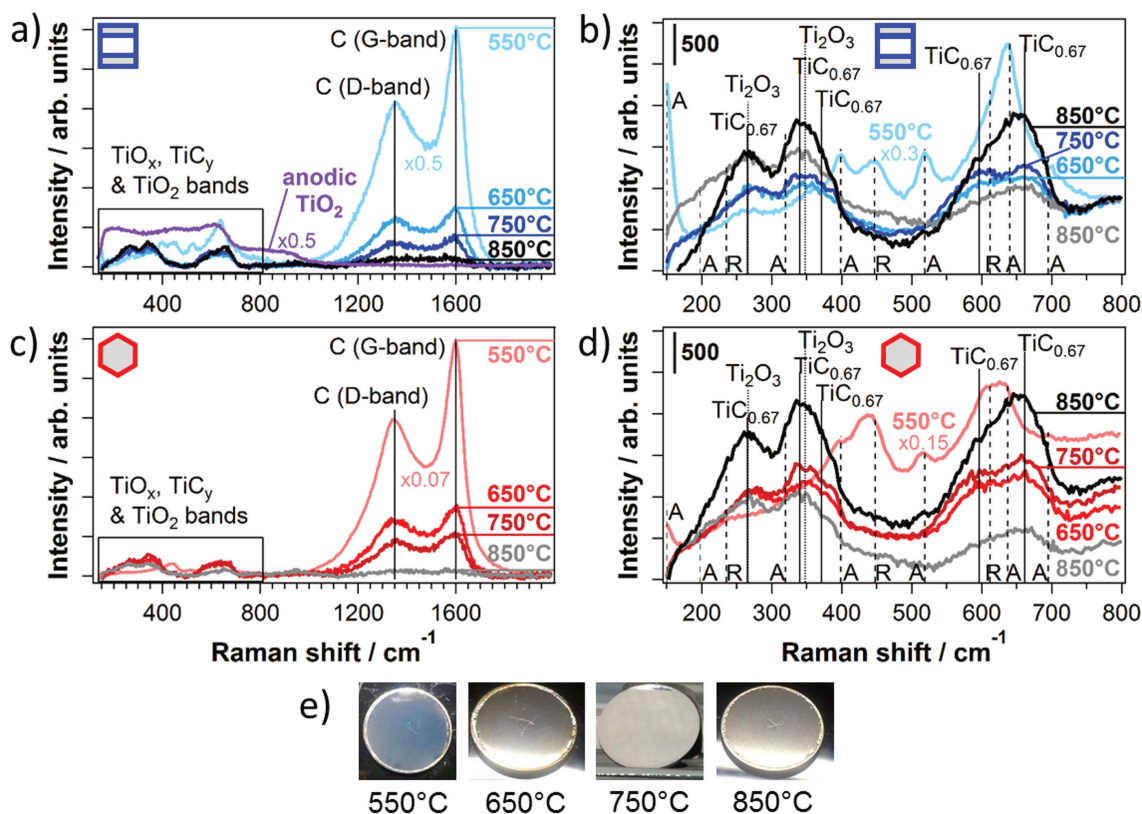 a)
Intensity / arb. units
C (G-band)
550°C
C (D-band)
x0.5
TiOₓ, TiCᵧ
& TiO₂ bands
anodic
TiO₂
x0.5
650°C
750°C
850°C
400 800 1200 1600
b)
Intensity / arb. units
500
Ti₂O₃
TiC₀.₆₇
TiC₀.₆₇
TiC₀.₆₇
Ti₂O₃
TiC₀.₆₇
TiC₀.₆₇
A
550°C
x0.3
850°C
750°C
650°C
850°C
A R A A R A R A A
200 300 400 500 600 700 800
c)
Intensity / arb. units
C (G-band)
550°C
C (D-band)
x0.07
TiOₓ, TiCᵧ
& TiO₂ bands
650°C
750°C
850°C
400 800 1200 1600
Raman shift / cm⁻¹
d)
Intensity / arb. units
500
Ti₂O₃
TiC₀.₆₇
TiC₀.₆₇
TiC₀.₆₇
Ti₂O₃
TiC₀.₆₇
TiC₀.₆₇
A
550°C
x0.15
850°C
750°C
650°C
850°C
A R A A R A R A A
200 300 400 500 600 700 800
Raman shift / cm⁻¹
e)
550°C 650°C 750°C 850°C